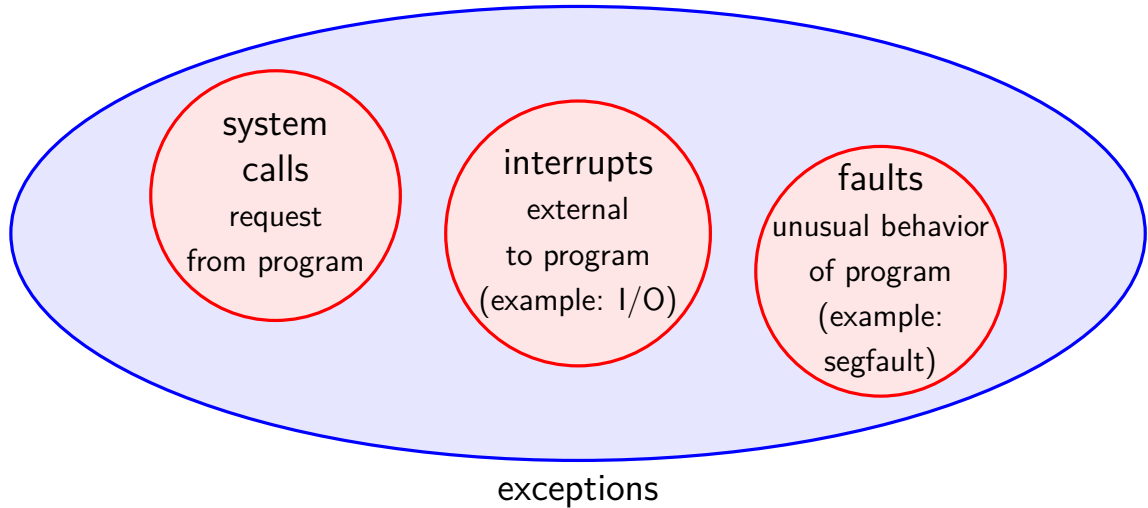 system
calls
request
from program
interrupts
external
to program
(example: I/O)
faults
unusual behavior
of program
(example:
segfault)
exceptions